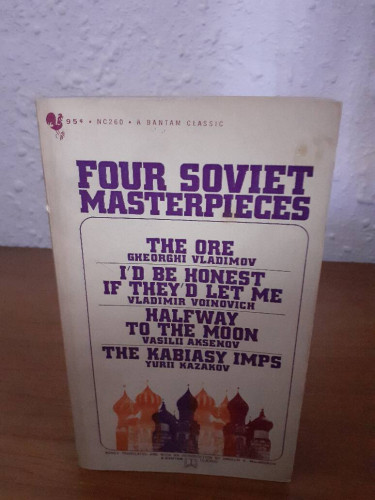 95¢ • NC260 • A BANTAM CLASSIC
FOUR SOVIET
MASTERPIECES
THE ORE
GHEORGHI VLADIMOV
I'D BE HONEST
IF THEY'D LET ME
VLADIMIR VOINOVICH
HALFWAY
TO THE MOON
VASILII AKSENOV
THE KABIASY IMPS
YURII KAZAKOV